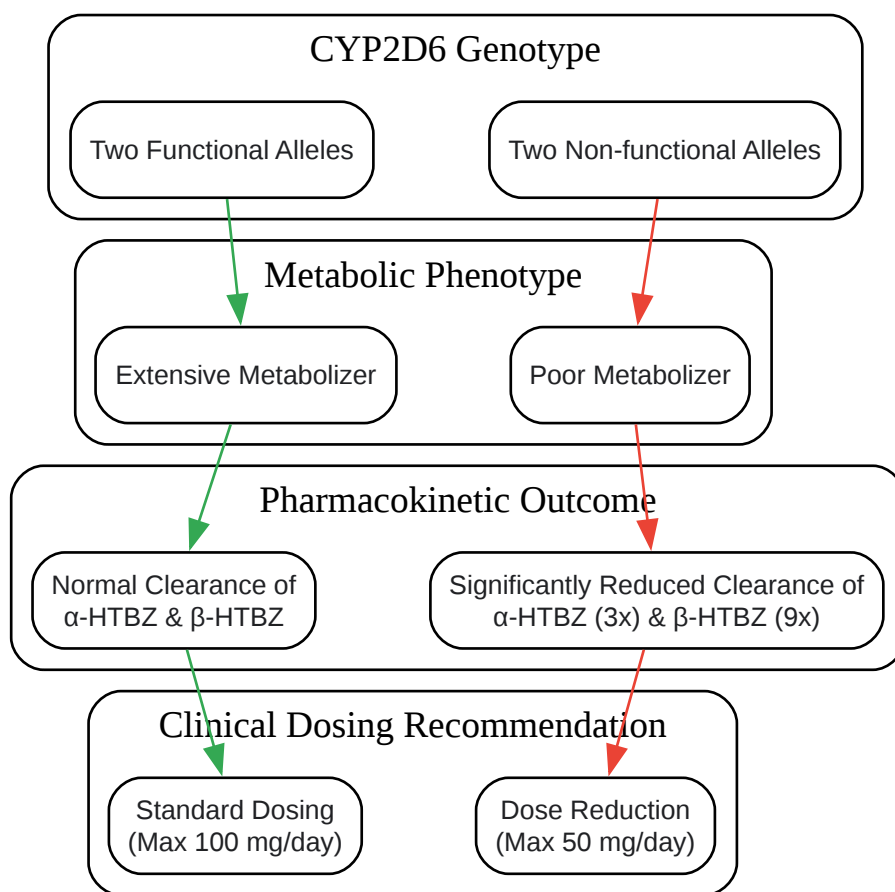 CYP2D6 Genotype
Two Functional Alleles
Two Non-functional Alleles
Metabolic Phenotype
Extensive Metabolizer
Poor Metabolizer
Pharmacokinetic Outcome
Normal Clearance of
α-HTBZ & β-HTBZ
Significantly Reduced Clearance of
α-HTBZ (3x) & β-HTBZ (9x)
Clinical Dosing Recommendation
Standard Dosing
(Max 100 mg/day)
Dose Reduction
(Max 50 mg/day)